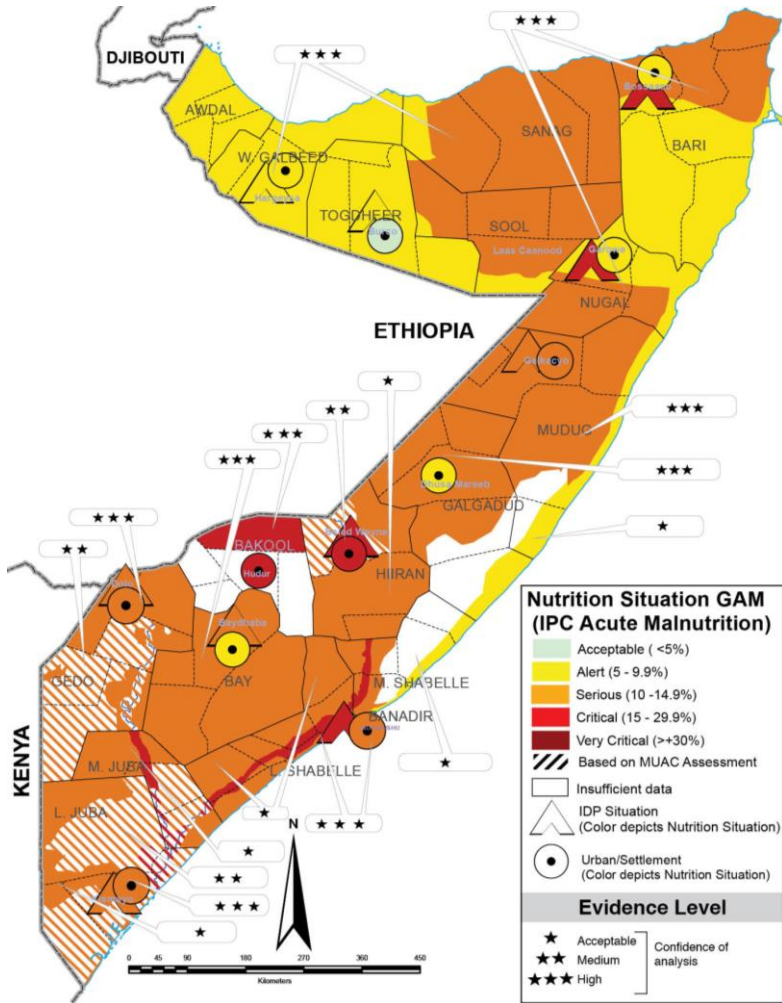 DJIBOUTI
★★★
★★★
AWDAL
SANAG
W. GALBEED
BARI
TOGDHEER
SOOL
Laas Caanood
NUGAL
ETHIOPIA
Galkacyo
★
★★
★★★
MUDUG
★★★
★★★
★★★
Dhusa Mareeb
GALGADUD
★★★
★
★★
BAKOOL
Hudur
HIIRAN
Baydhaba
GEDO
BAY
M. SHABELLE
BANADIR
KENYA
M. JUBA
L. SHABELLE
★
L. JUBA
★
★★★
N
★
★★
★★★
★
0 45 90 180 270 360 450
Kilometers
Nutrition Situation GAM
(IPC Acute Malnutrition)
Acceptable ( <5%)
Alert (5 - 9.9%)
Serious (10 -14.9%)
Critical (15 - 29.9%)
Very Critical (>+30%)
Based on MUAC Assessment
Insufficient data
IDP Situation
(Color depicts Nutrition Situation)
Urban/Settlement
(Color depicts Nutrition Situation)
Evidence Level
★ Acceptable
★★ Medium
★★★ High
Confidence of
analysis